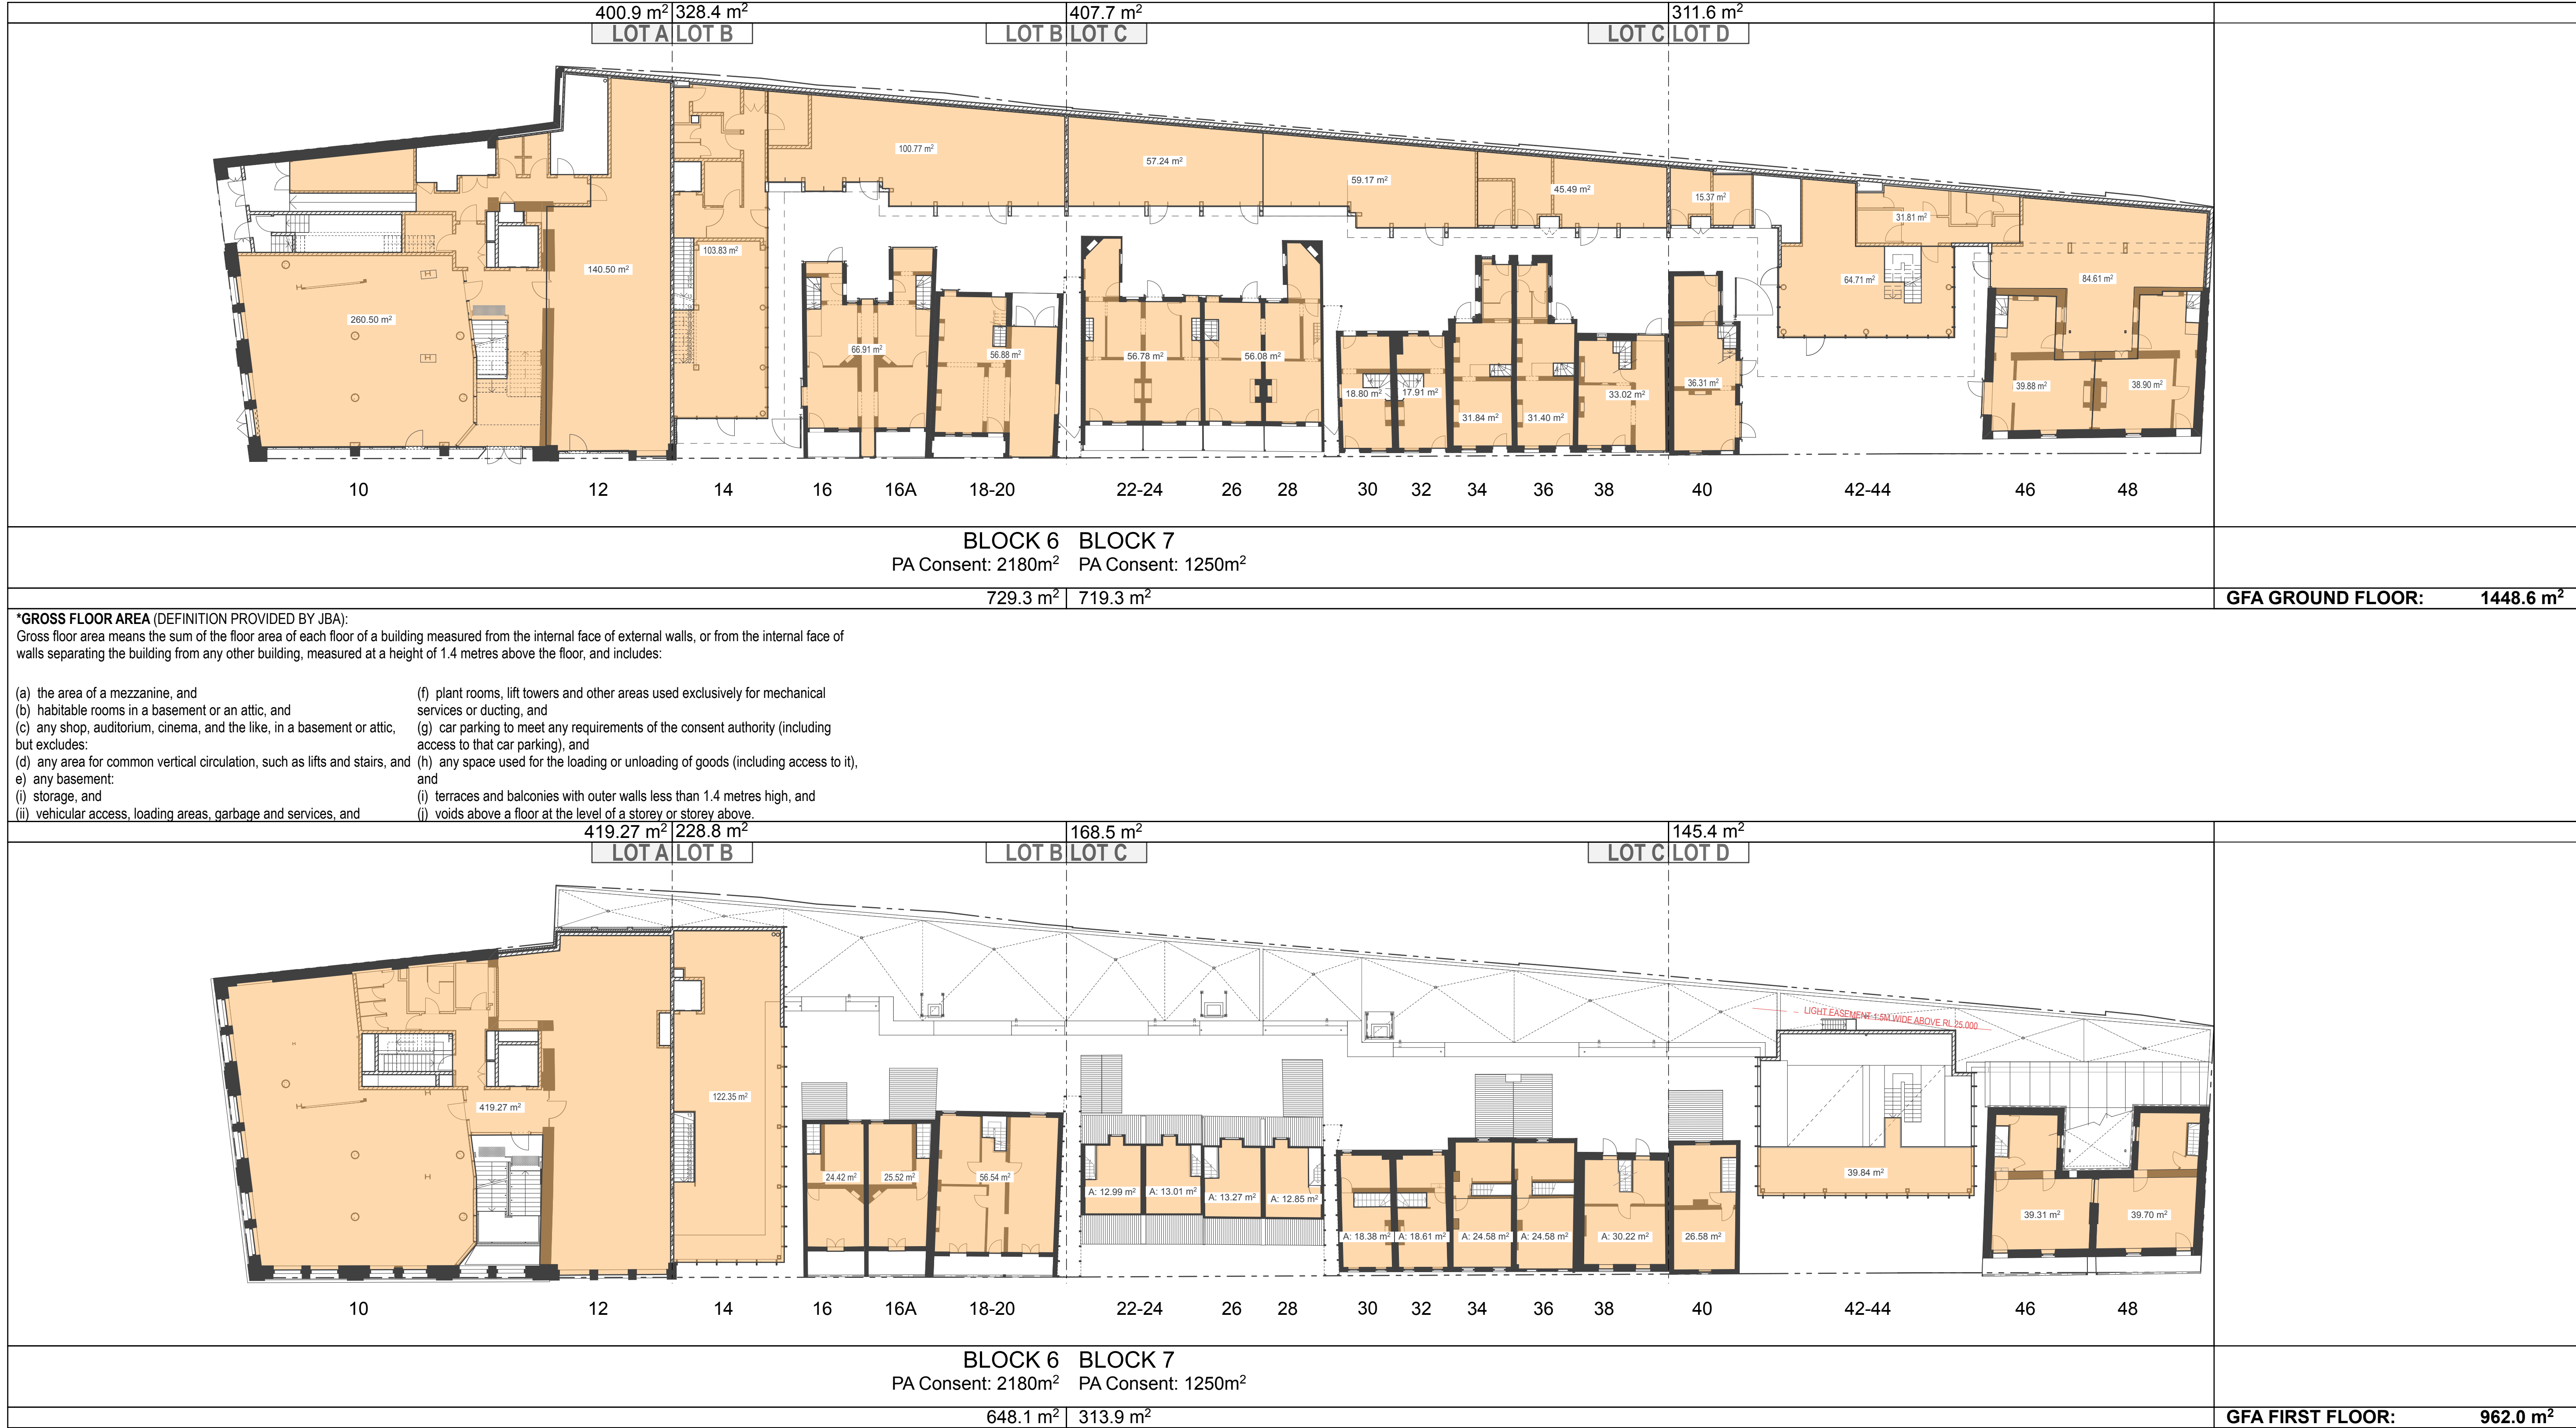 400.9 m² 328.4 m² 407.7 m² 311.6 m²
LOT A LOT B LOT B LOT C LOT C LOT D
100.77 m²
57.24 m²
59.17 m²
45.49 m²
15.37 m²
31.81 m²
103.83 m²
140.50 m²
64.71 m²
84.61 m²
260.50 m²
66.91 m²
56.88 m²
56.78 m²
56.08 m²
18.80 m²
17.91 m²
31.84 m²
31.40 m²
33.02 m²
36.31 m²
39.88 m²
38.90 m²
10 12 14 16 16A 18-20 22-24 26 28 30 32 34 36 38 40 42-44 46 48
BLOCK 6 BLOCK 7
PA Consent: 2180m² PA Consent: 1250m²
729.3 m² 719.3 m² GFA GROUND FLOOR: 1448.6 m²
*GROSS FLOOR AREA (DEFINITION PROVIDED BY JBA):
Gross floor area means the sum of the floor area of each floor of a building measured from the internal face of external walls, or from the internal face of
walls separating the building from any other building, measured at a height of 1.4 metres above the floor, and includes:
(a) the area of a mezzanine, and
(b) habitable rooms in a basement or an attic, and
(c) any shop, auditorium, cinema, and the like, in a basement or attic,
but excludes:
(d) any area for common vertical circulation, such as lifts and stairs, and
e) any basement:
(i) storage, and
(ii) vehicular access, loading areas, garbage and services, and
(f) plant rooms, lift towers and other areas used exclusively for mechanical
services or ducting, and
(g) car parking to meet any requirements of the consent authority (including
access to that car parking), and
(h) any space used for the loading or unloading of goods (including access to it),
and
(i) terraces and balconies with outer walls less than 1.4 metres high, and
(j) voids above a floor at the level of a storey or storey above.
419.27 m² 228.8 m² 168.5 m² 145.4 m²
LOT A LOT B LOT B LOT C LOT C LOT D
LIGHT EASEMENT 1.5M WIDE ABOVE RL 25.000
419.27 m²
122.35 m²
24.42 m²
25.52 m²
56.54 m²
A: 12.99 m²
A: 13.01 m²
A: 13.27 m²
A: 12.85 m²
A: 18.38 m²
A: 18.61 m²
A: 24.58 m²
A: 24.58 m²
A: 30.22 m²
26.58 m²
39.84 m²
39.31 m²
39.70 m²
10 12 14 16 16A 18-20 22-24 26 28 30 32 34 36 38 40 42-44 46 48
BLOCK 6 BLOCK 7
PA Consent: 2180m² PA Consent: 1250m²
648.1 m² 313.9 m² GFA FIRST FLOOR: 962.0 m²